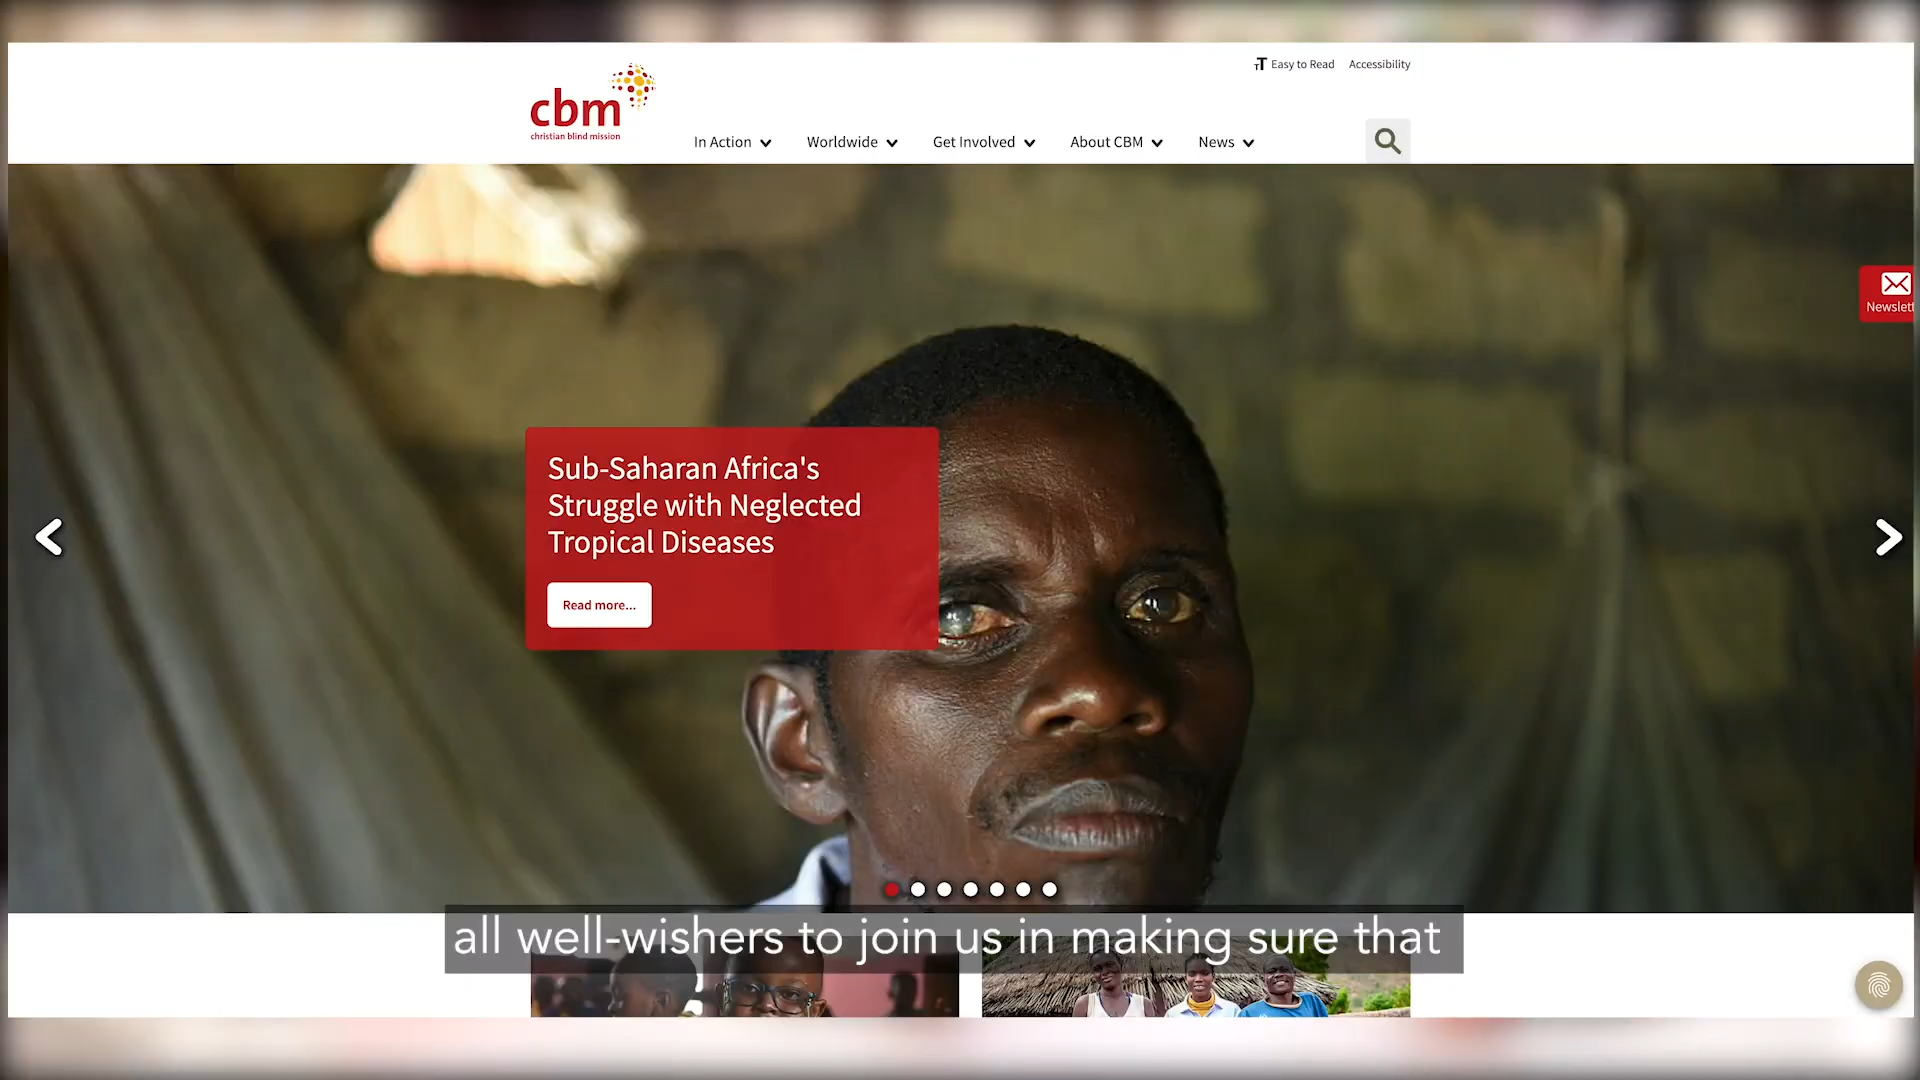 Easy to Read
Accessibility
cbm
christian blind mission
In Action
Worldwide
Get Involved
About CBM
News
Sub-Saharan Africa's
Struggle with Neglected
Tropical Diseases
Read more...
Newslett
all well-wishers to join us in making sure that